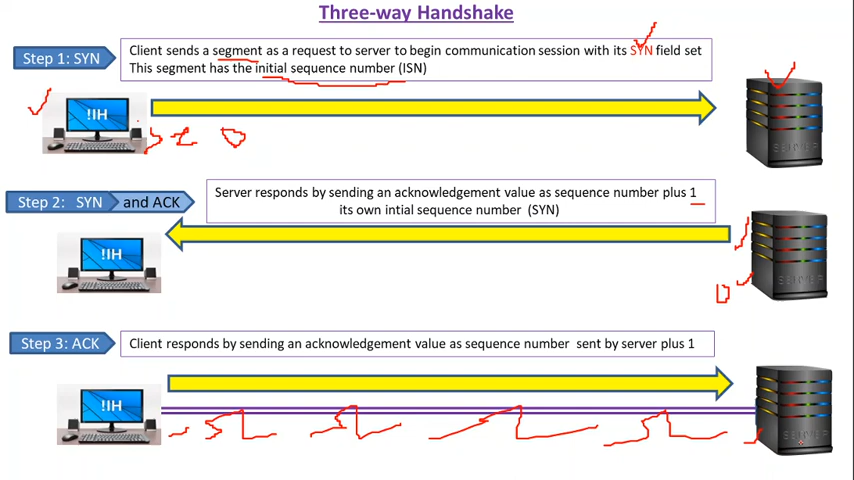 Three-way Handshake
Step 1: SYN
Client sends a segment as a request to server to begin communication session with its SYN field set
This segment has the initial sequence number (ISN)
!IH
Step 2: SYN and ACK
Server responds by sending an acknowledgement value as sequence number plus 1
its own intial sequence number (SYN)
!IH
Step 3: ACK
Client responds by sending an acknowledgement value as sequence number sent by server plus 1
!IH